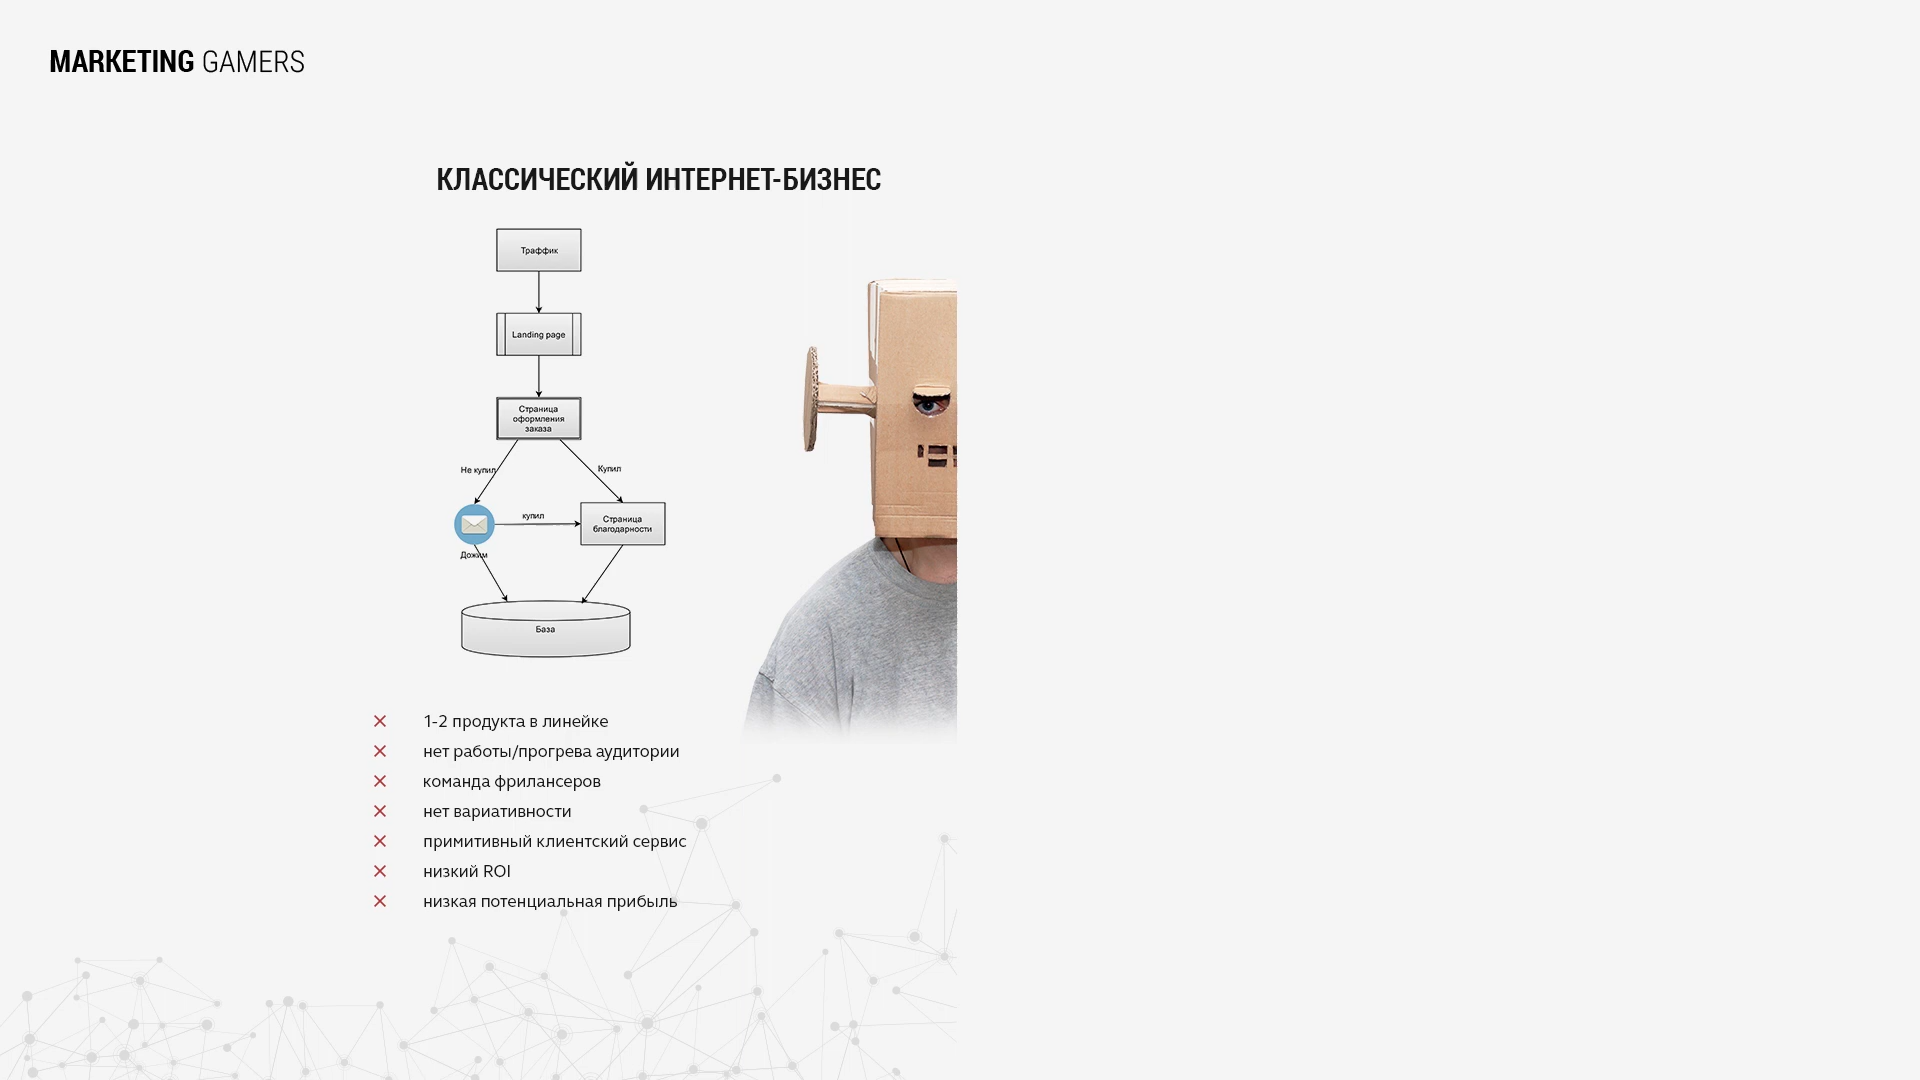 MARKETING GAMERS
КЛАССИЧЕСКИЙ ИНТЕРНЕТ-БИЗНЕС
Траффик
Landing page
Страница
оформления
заказа
Не купил
Купил
купил
Страница
благодарности
Дожим
База
1-2 продукта в линейке
нет работы/прогрева аудитории
команда фрилансеров
нет вариативности
примитивный клиентский сервис
низкий ROI
низкая потенциальная прибыль